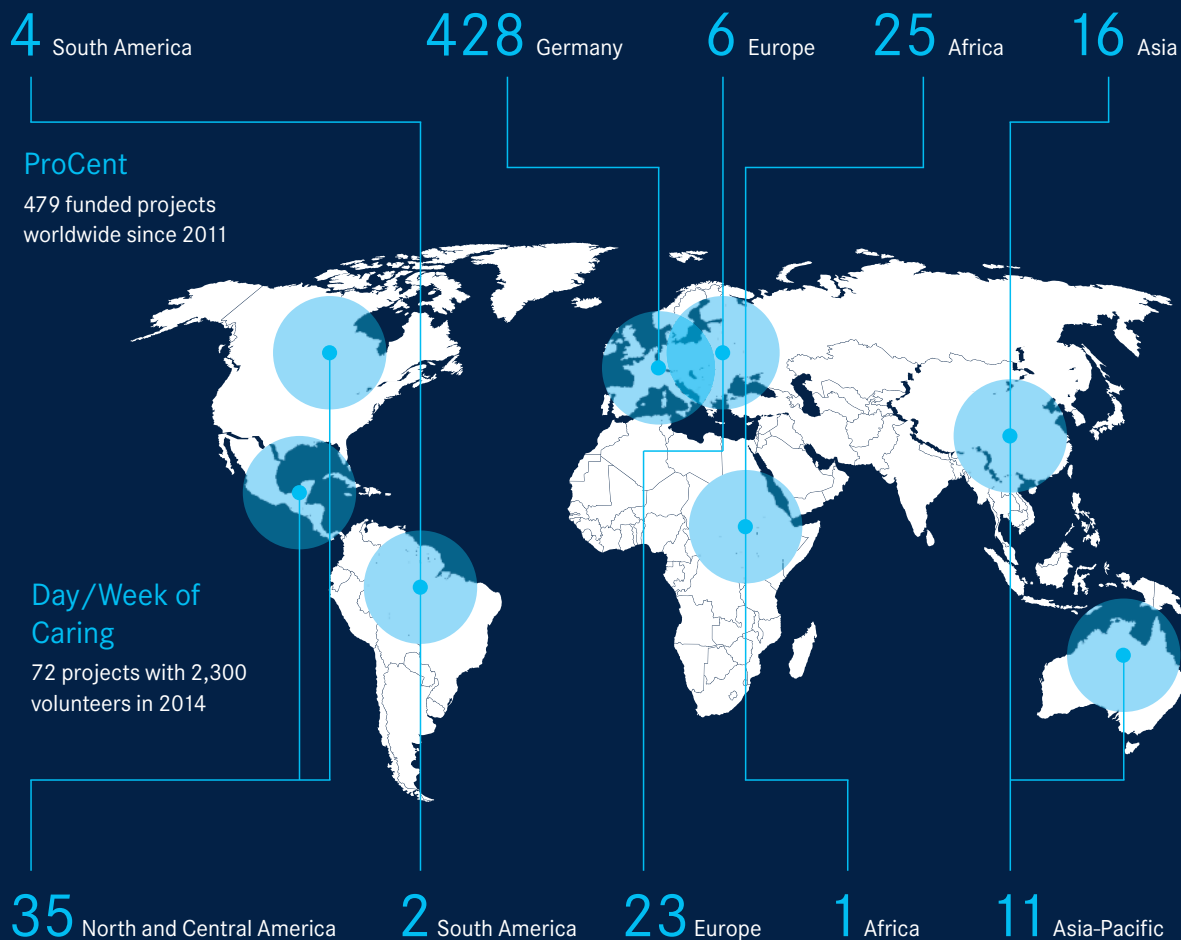 4 South America
428 Germany
6 Europe
25 Africa
16 Asia
ProCent
479 funded projects
worldwide since 2011
Day/Week of
Caring
72 projects with 2,300
volunteers in 2014
35 North and Central America
2 South America
23 Europe
1 Africa
11 Asia-Pacific